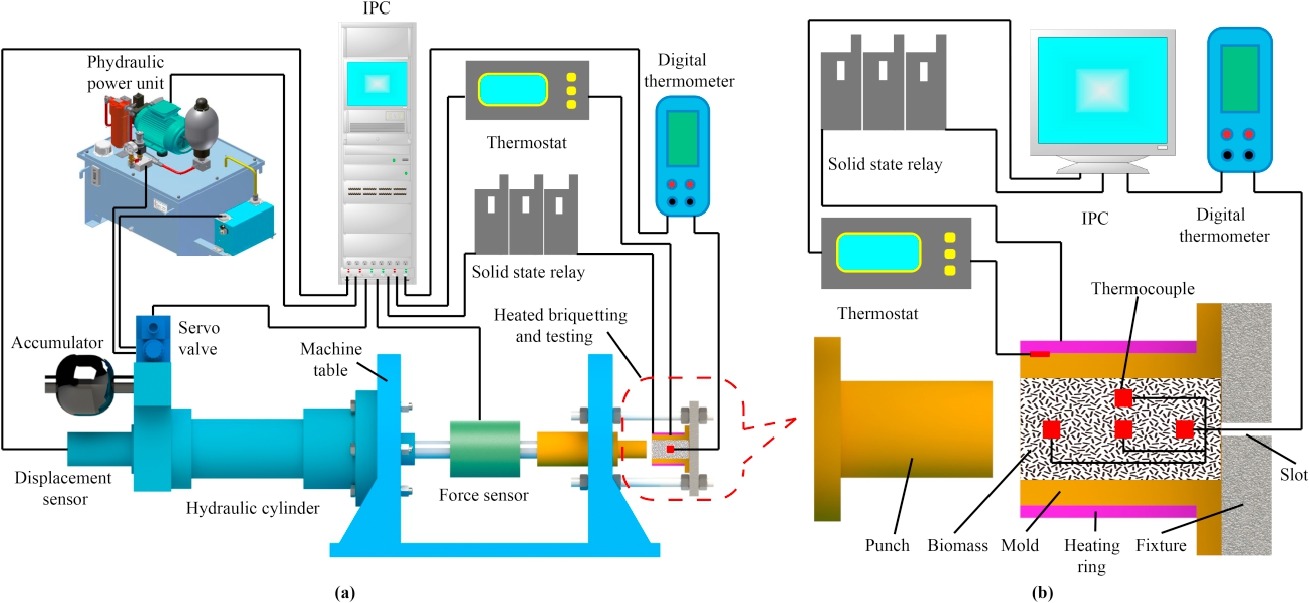 IPC
Phydraulic
power unit
Digital
thermometer
Thermostat
Solid state relay
Heated briquetting
and testing
Servo
valve
Accumulator
Machine
table
Displacement
sensor
Hydraulic cylinder
Force sensor
(a)
Solid state relay
IPC
Digital
thermometer
Thermostat
Thermocouple
Slot
Punch
Biomass
Mold
Heating
ring
Fixture
(b)